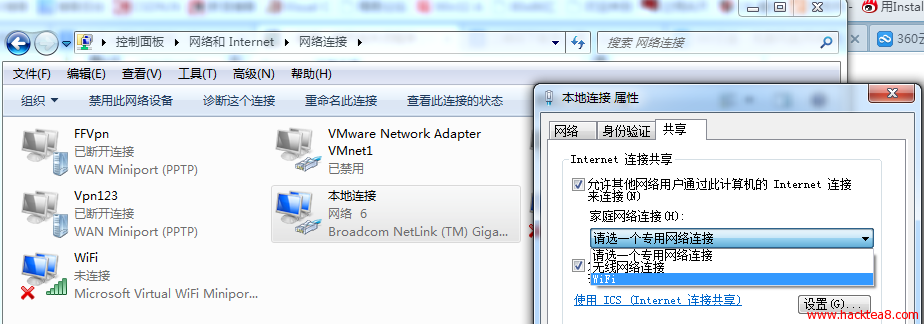 用Install
控制面板 ▸ 网络和 Internet ▸ 网络连接 ▸
搜索 网络连接
360云
文件(F) 编辑(E) 查看(V) 工具(T) 高级(N) 帮助(H)
组织 禁用此网络设备 诊断这个连接 重命名此连接 查看此连接的状态
FFVpn
已断开连接
WAN Miniport (PPTP)
VMware Network Adapter
VMnet1
已禁用
Vpn123
已断开连接
WAN Miniport (PPTP)
本地连接
网络 6
Broadcom NetLink (TM) Giga...
WiFi
未连接
Microsoft Virtual WiFi Minipor...
本地连接 属性
网络 身份验证 共享
Internet 连接共享
允许其他网络用户通过此计算机的 Internet 连接
来连接(N)
家庭网络连接(H):
请选一个专用网络连接
请选一个专用网络连接
无线网络连接
WiFi
使用 ICS (Internet 连接共享)
设置(G)...
www.hacktea8.com